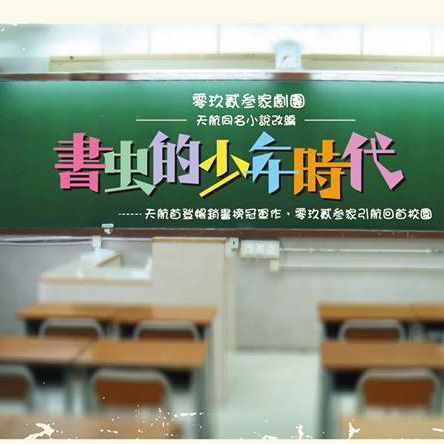 零玖貳叁家劇團
天航同名小說改編
書虫的少年時代
天航首登暢銷書榜冠軍作，零玖貳叁家引航回首校園